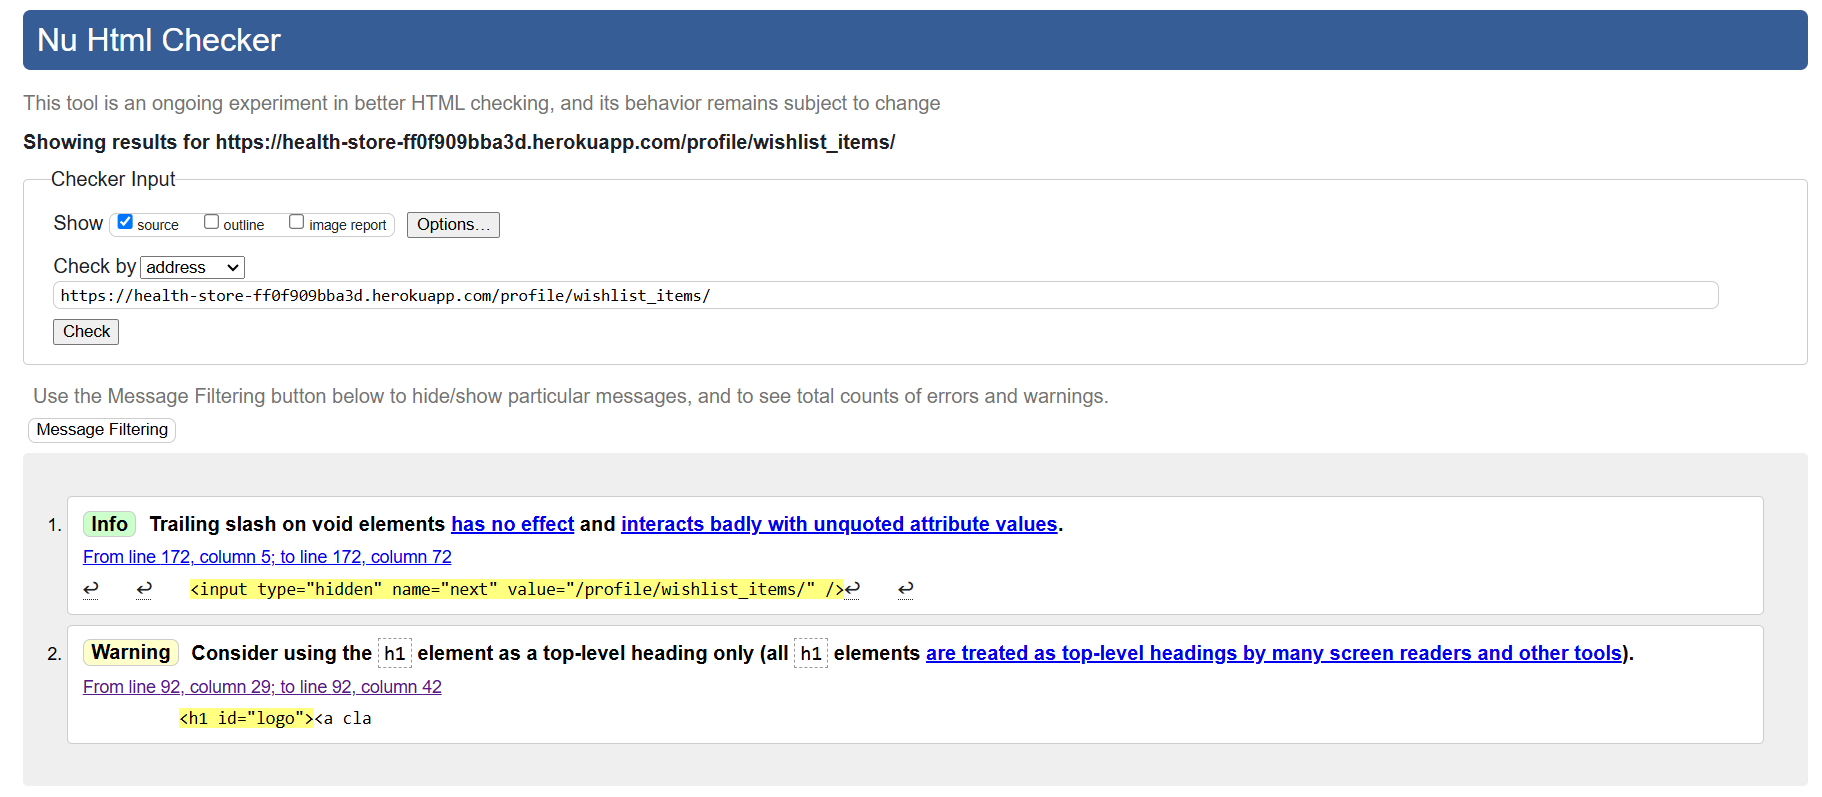 Nu Html Checker
This tool is an ongoing experiment in better HTML checking, and its behavior remains subject to change
Showing results for https://health-store-ff0f909bba3d.herokuapp.com/profile/wishlist_items/
Checker Input
Show source outline image report Options...
Check by address
https://health-store-ff0f909bba3d.herokuapp.com/profile/wishlist_items/
Check
Use the Message Filtering button below to hide/show particular messages, and to see total counts of errors and warnings.
Message Filtering
1. Info Trailing slash on void elements has no effect and interacts badly with unquoted attribute values.
From line 172, column 5; to line 172, column 72
↩ ↩ <input type="hidden" name="next" value="/profile/wishlist_items/" />↩ ↩
2. Warning Consider using the h1 element as a top-level heading only (all h1 elements are treated as top-level headings by many screen readers and other tools).
From line 92, column 29; to line 92, column 42
<h1 id="logo"><a cla